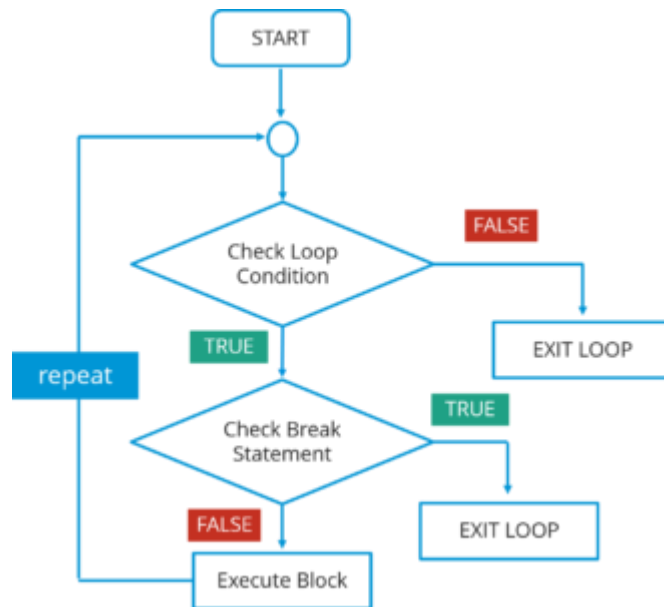 START
Check Loop
Condition
FALSE
EXIT LOOP
TRUE
repeat
Check Break
Statement
TRUE
EXIT LOOP
FALSE
Execute Block